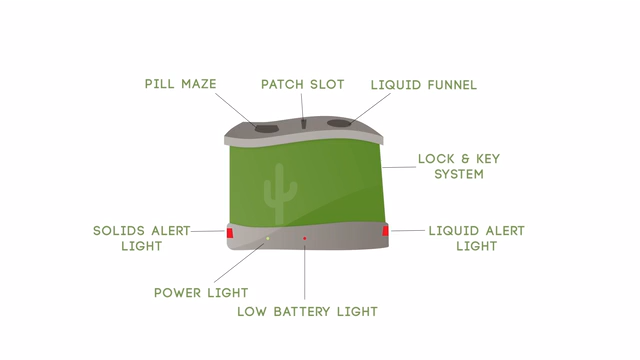 PILL MAZE
PATCH SLOT
LIQUID FUNNEL
LOCK & KEY
SYSTEM
SOLIDS ALERT
LIGHT
LIQUID ALERT
LIGHT
POWER LIGHT
LOW BATTERY LIGHT